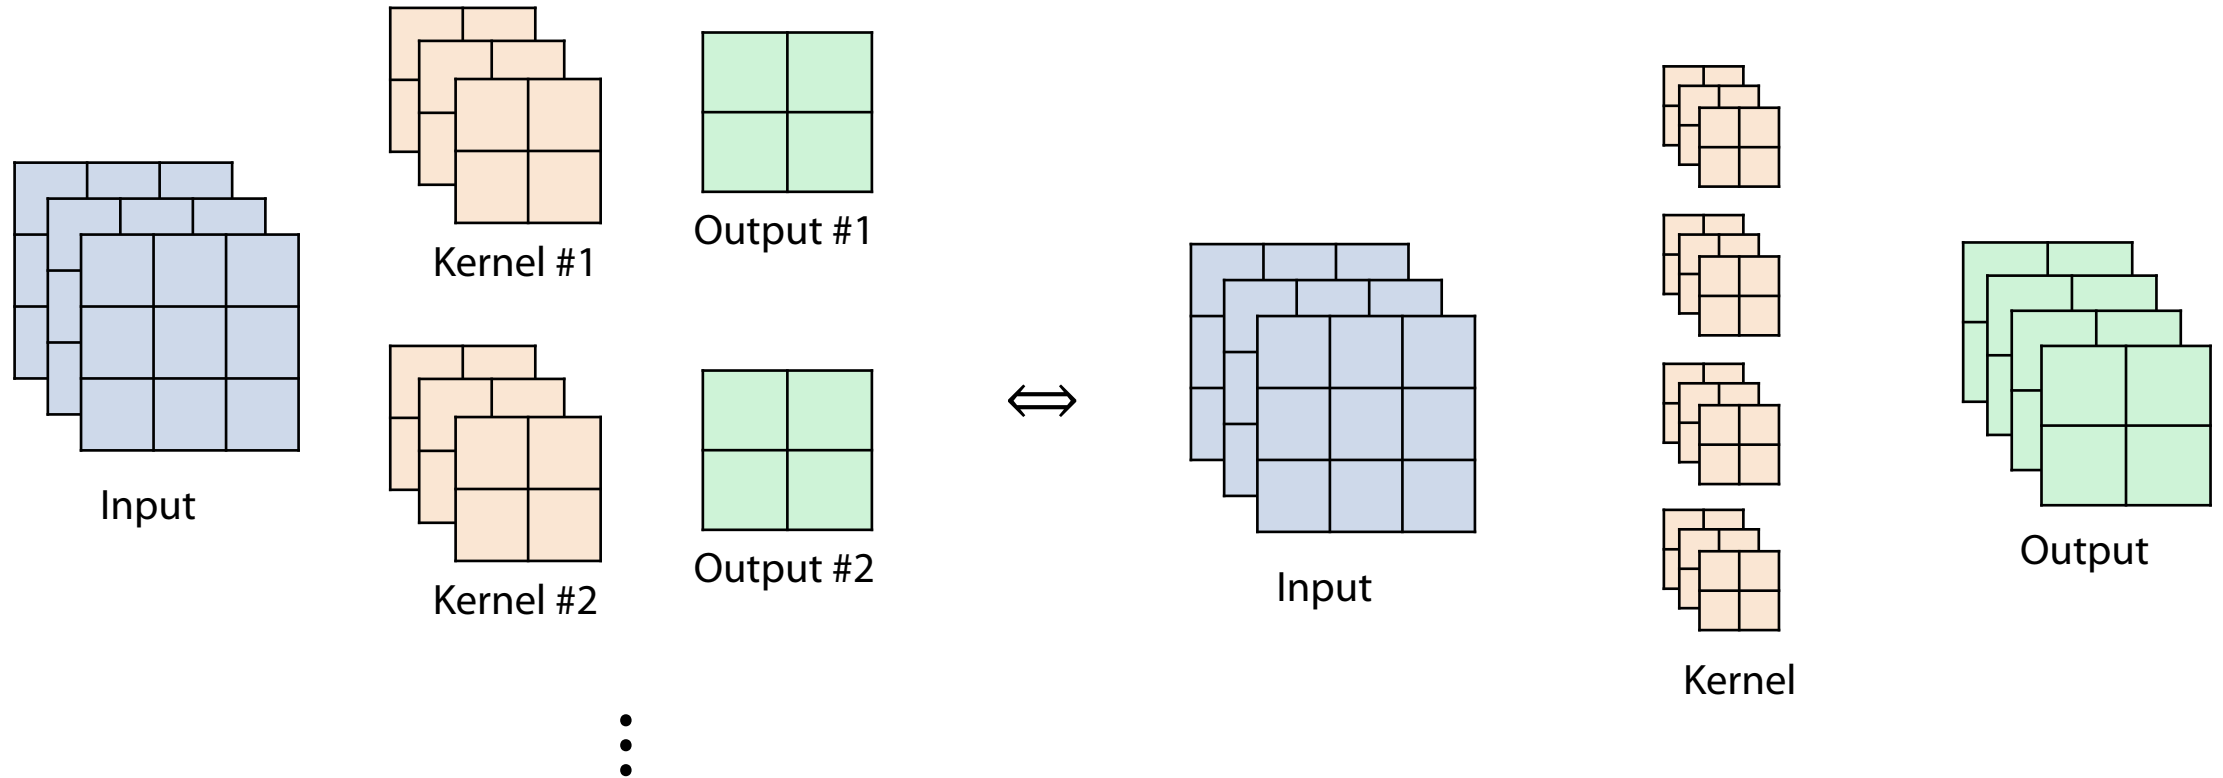 Input
Kernel #1
Output #1
Kernel #2
Output #2
⇔
Input
Kernel
Output